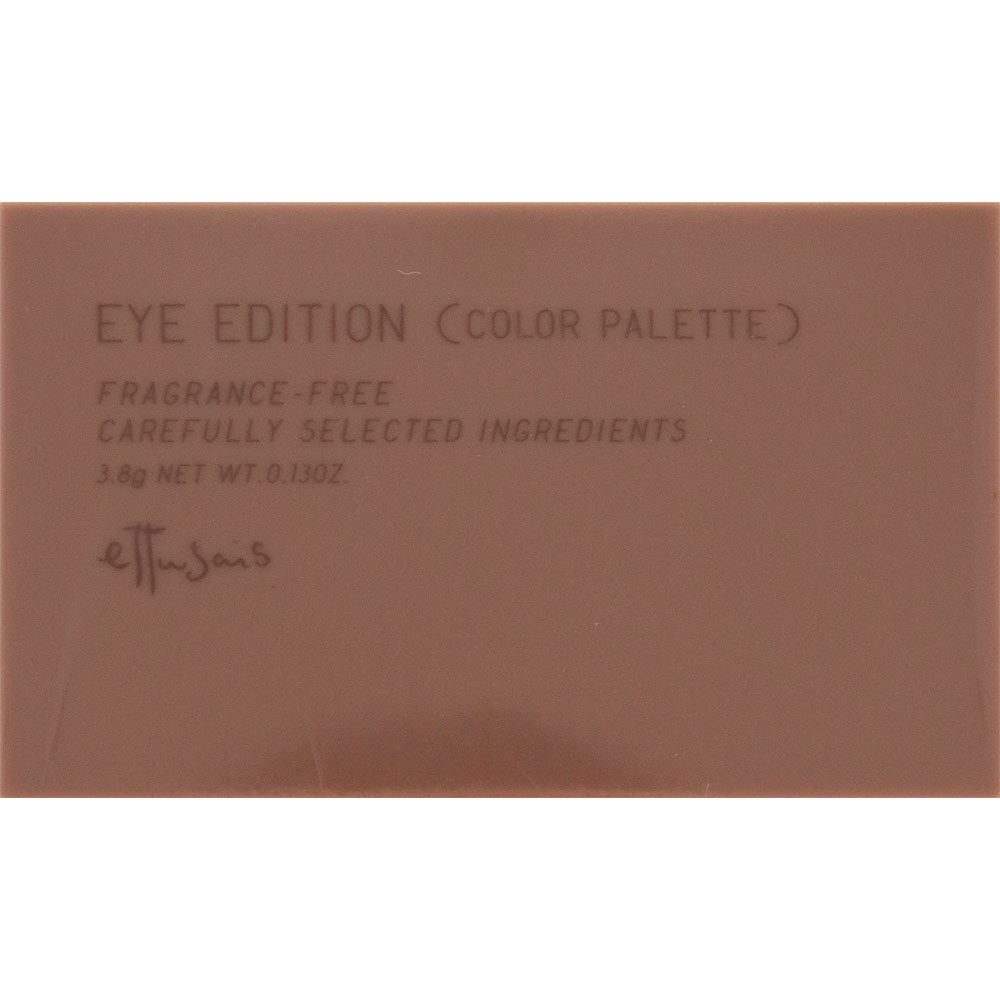 EYE EDITION (COLOR PALETTE)
FRAGRANCE-FREE
CAREFULLY SELECTED INGREDIENTS
3.8g NET WT.0.13OZ.
ettusais